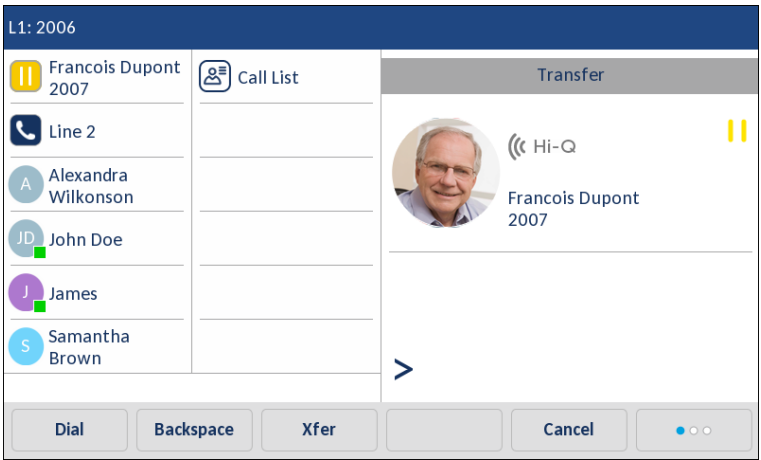 L1: 2006
Francois Dupont
2007
Line 2
A
Alexandra
Wilkonson
JD
John Doe
J
James
S
Samantha
Brown
Call List
Transfer
Hi-Q
Francois Dupont
2007
>
Dial
Backspace
Xfer
Cancel